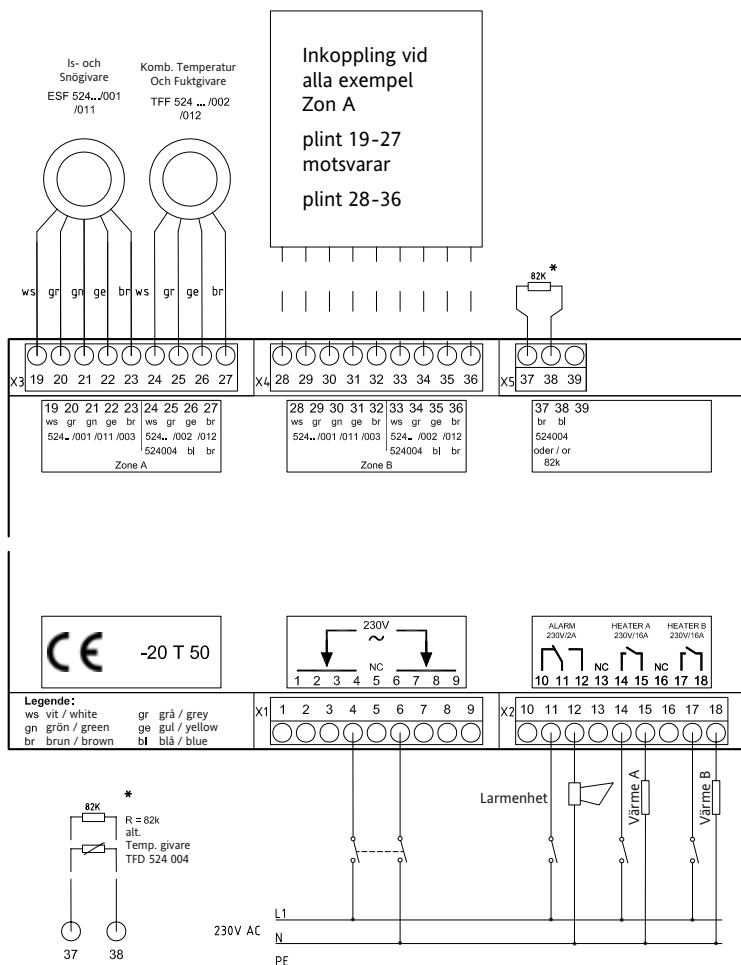 Is- och
Snögivare
ESF 524.../001
/011
Komb. Temperatur
Och Fuktgivare
TFF 524 ... /002
/012
Inkoppling vid
alla exempel
Zon A
plint 19-27
motsvarar
plint 28-36
ws gr gn ge br ws gr ge br
82K *
X3 19 20 21 22 23 24 25 26 27
X4 28 29 30 31 32 33 34 35 36
X5 37 38 39
19 20 21 22 23 24 25 26 27
ws gr gn ge br ws gr ge br
524.. /001 /011 /003 524.. /002 /012
524004 bl br
Zone A
28 29 30 31 32 33 34 35 36
ws gr gn ge br ws gr ge br
524.. /001 /011 /003 524.. /002 /012
524004 bl br
Zone B
37 38 39
br bl
524004
oder / or
82k
CE -20 T 50
230V
~
NC
1 2 3 4 5 6 7 8 9
ALARM
230V/2A
HEATER A
230V/16A
HEATER B
230V/16A
NC NC
10 11 12 13 14 15 16 17 18
Legende:
ws vit / white gr grå / grey
gn grön / green ge gul / yellow
br brun / brown bl blå / blue
X1 1 2 3 4 5 6 7 8 9
X2 10 11 12 13 14 15 16 17 18
Larmenhet
Värme A
Värme B
*
82K
R = 82k
alt.
Temp. givare
TFD 524 004
37 38
230V AC
L1
N
PE